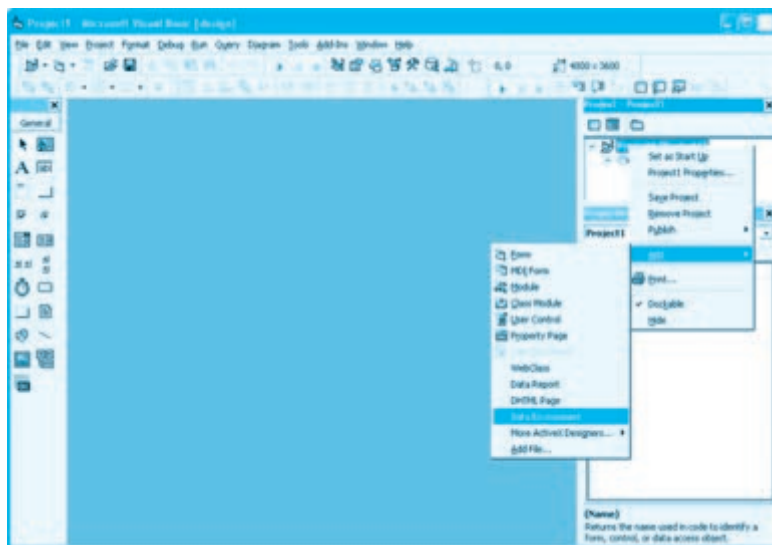 Project1 - Microsoft Visual Basic [design]
File Edit View Project Format Debug Run Query Diagram Tools Add-Ins Window Help
0, 0 4800 x 3600
Project - Project1
General
Set as Start Up
Project1 Properties...
Save Project
Remove Project
Publish
Project1
Add
Form
MDI Form
Print...
Module
Class Module
Dockable
User Control
Hide
Property Page
WebClass
Data Report
DHTML Page
Data Environment
More ActiveX Designers...
Add File...
(Name)
Returns the name used in code to identify a
form, control, or data access object.